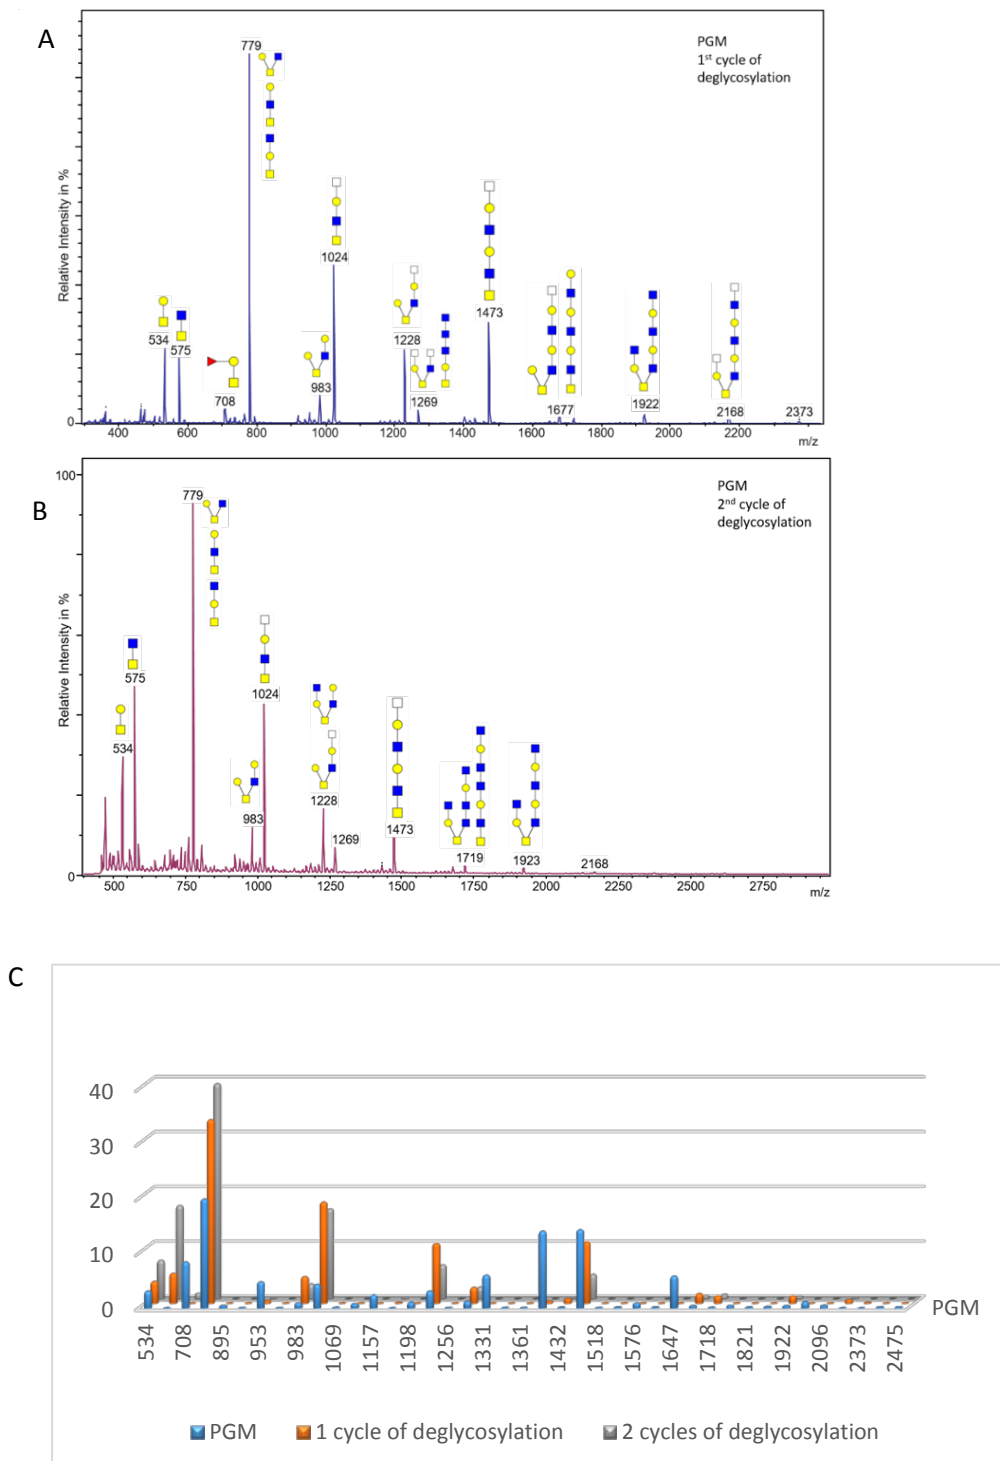 A
PGM
1st cycle of
deglycosylation
Relative Intensity in %
0
779
534
575
708
983
1024
1228
1269
1473
1677
1922
2168
2373
400 600 800 1000 1200 1400 1600 1800 2000 2200
m/z
B
PGM
2nd cycle of
deglycosylation
Relative Intensity in %
100
0
779
575
534
1024
983
1228
1269
1473
1719
1923
2168
500 750 1000 1250 1500 1750 2000 2250 2500 2750
m/z
C
40
30
20
10
0
PGM
534 708 895 953 983 1069 1157 1198 1256 1331 1361 1432 1518 1576 1647 1718 1821 1922 2096 2373 2475
PGM 1 cycle of deglycosylation 2 cycles of deglycosylation